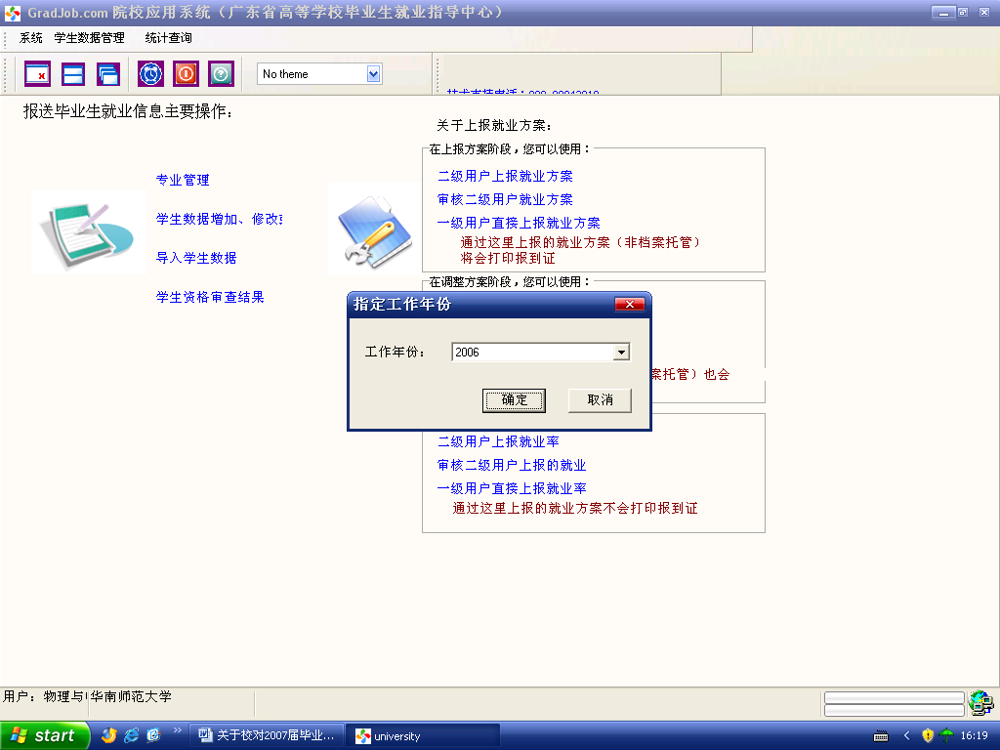 GradJob.com 院校应用系统（广东省高等学校毕业生就业指导中心）
系统 学生数据管理 统计查询
No theme
报送毕业生就业信息主要操作：
专业管理
学生数据增加、修改
导入学生数据
学生资格审查结果
关于上报就业方案：
在上报方案阶段，您可以使用：
二级用户上报就业方案
审核二级用户就业方案
一级用户直接上报就业方案
通过这里上报的就业方案（非档案托管）
将会打印报到证
在调整方案阶段，您可以使用：
案托管）也会
指定工作年份
工作年份： 2006
确定 取消
二级用户上报就业率
审核二级用户上报的就业
一级用户直接上报就业率
通过这里上报的就业方案不会打印报到证
用户： 物理与 华南师范大学
start
关于校对2007届毕业...
university
16:19